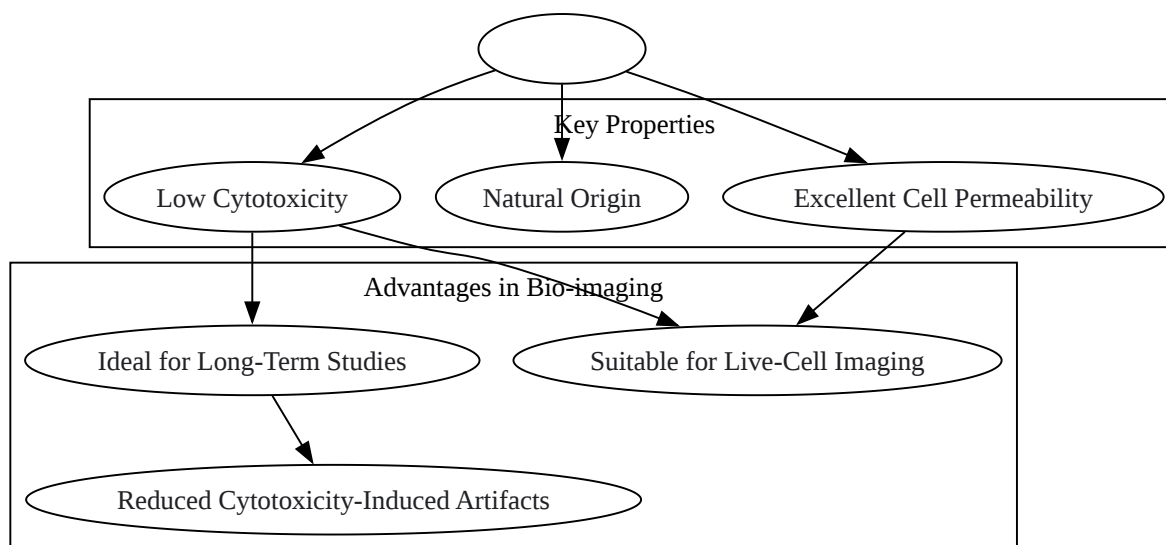 Key Properties
Low Cytotoxicity
Natural Origin
Excellent Cell Permeability
Advantages in Bio-imaging
Ideal for Long-Term Studies
Suitable for Live-Cell Imaging
Reduced Cytotoxicity-Induced Artifacts